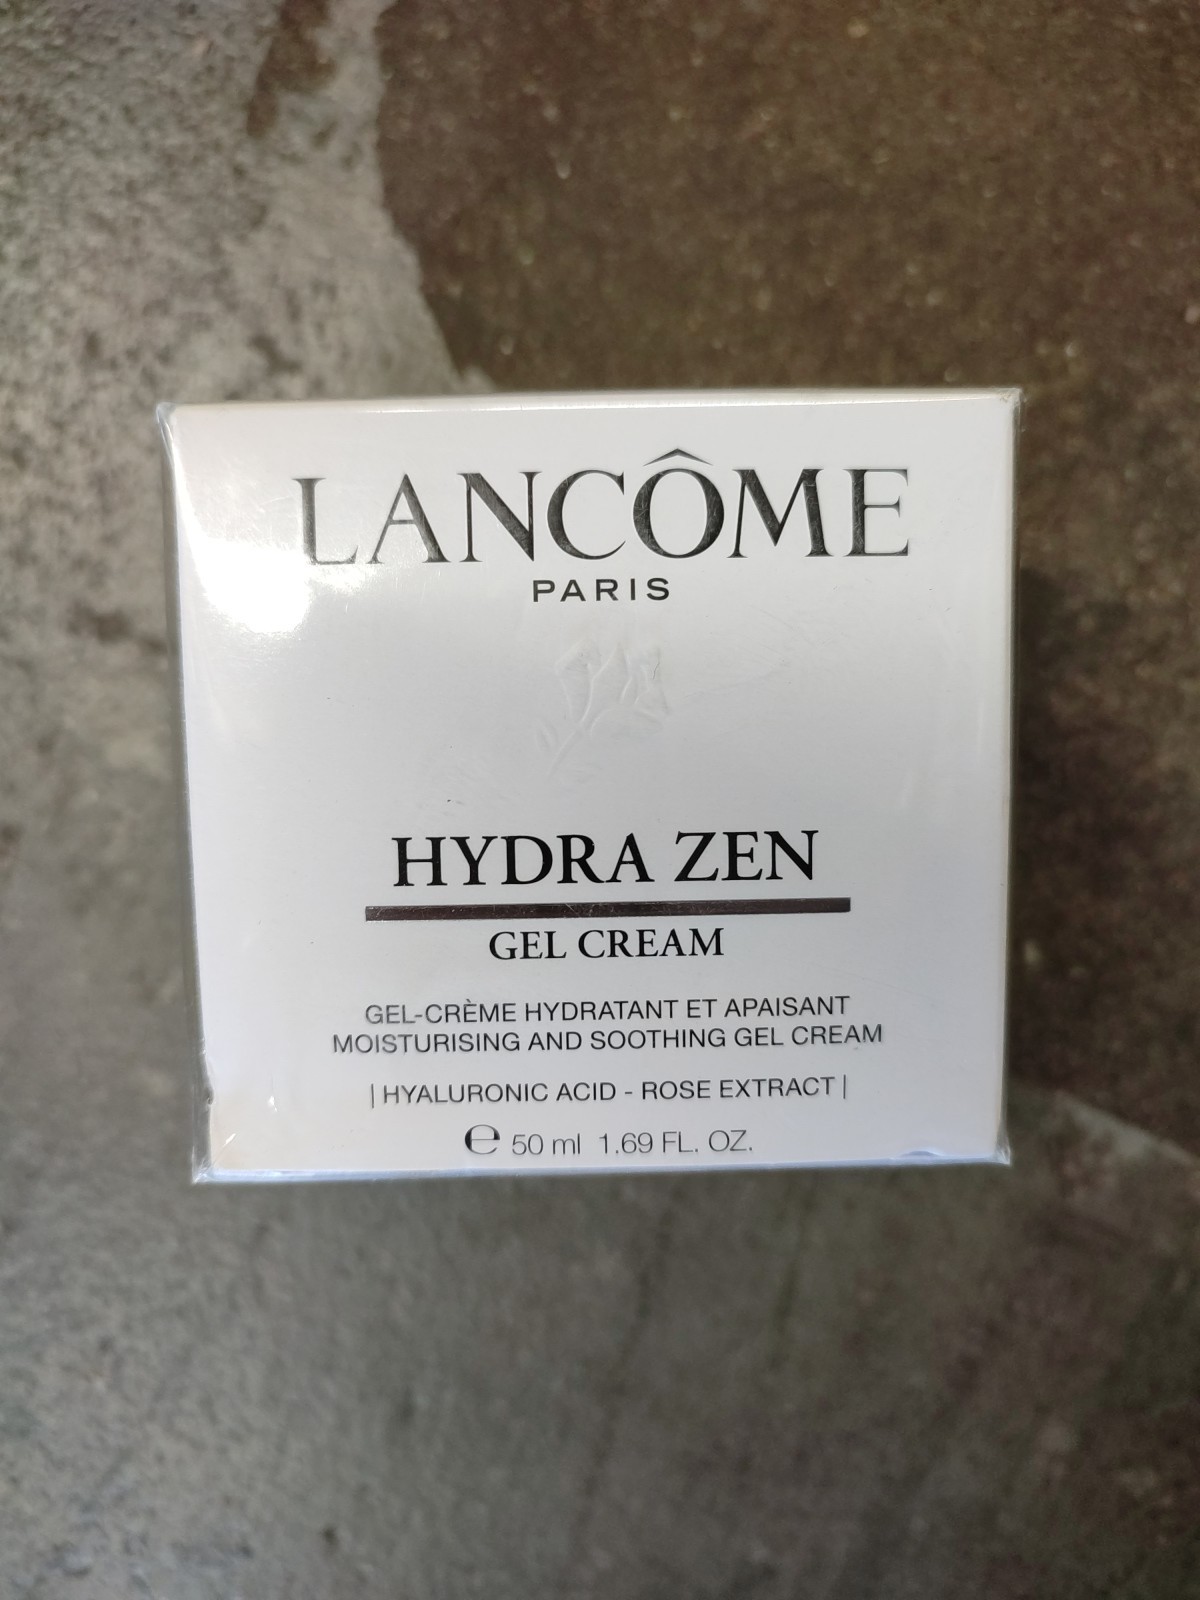 LANCÔME
PARIS
HYDRA ZEN
GEL CREAM
GEL-CRÈME HYDRATANT ET APAISANT
MOISTURISING AND SOOTHING GEL CREAM
| HYALURONIC ACID - ROSE EXTRACT |
℮ 50 ml 1.69 FL. OZ.